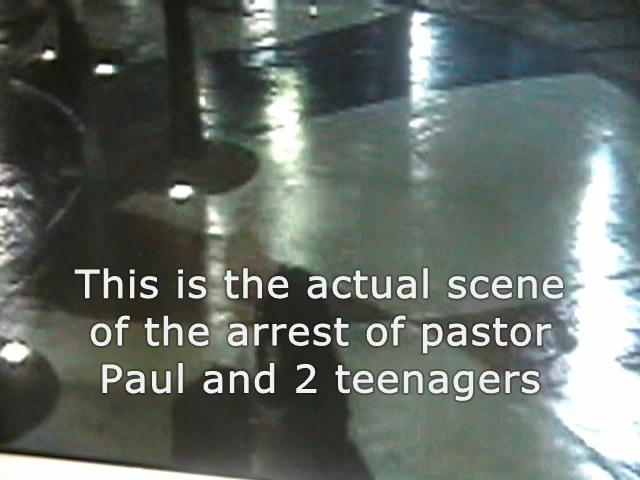 This is the actual scene
of the arrest of pastor
Paul and 2 teenagers